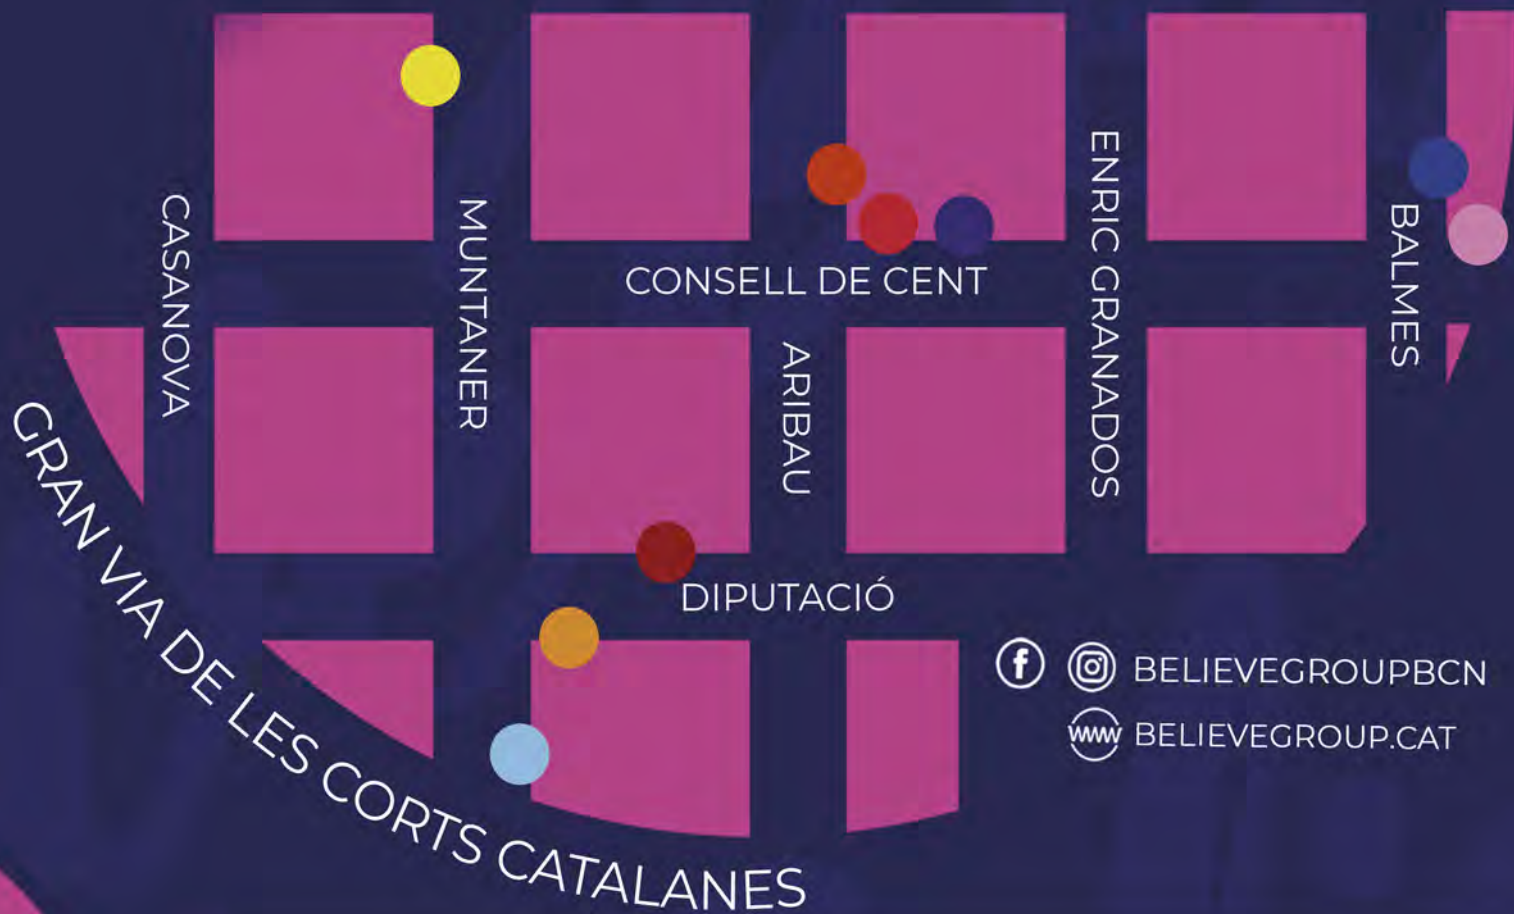 CASANOVA
MUNTANER
CONSELL DE CENT
ARIBAU
ENRIC GRANADOS
BALMES
GRAN VIA DE LES CORTS CATALANES
DIPUTACIÓ
f BELIEVEGROUPBCN
www BELIEVEGROUP.CAT